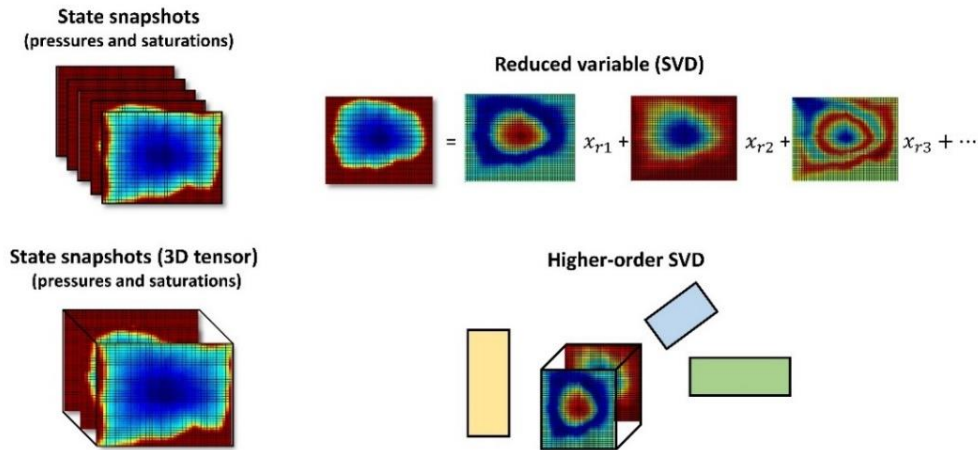 State snapshots
(pressures and saturations)
Reduced variable (SVD)
= x_{r1} + x_{r2} + x_{r3} + ⋯
State snapshots (3D tensor)
(pressures and saturations)
Higher-order SVD